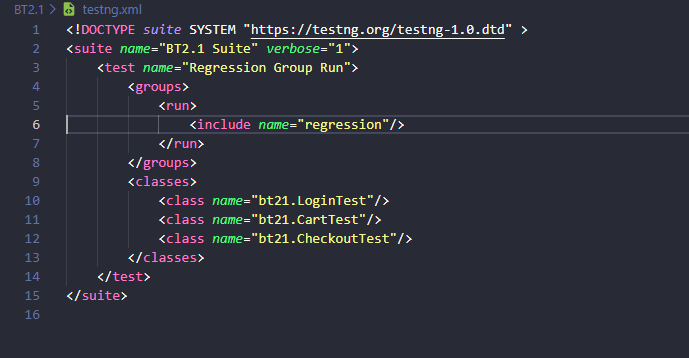 BT2.1 > testng.xml
1 <!DOCTYPE suite SYSTEM "https://testng.org/testng-1.0.dtd" >
2 <suite name="BT2.1 Suite" verbose="1">
3 <test name="Regression Group Run">
4 <groups>
5 <run>
6 <include name="regression"/>
7 </run>
8 </groups>
9 <classes>
10 <class name="bt21.LoginTest"/>
11 <class name="bt21.CartTest"/>
12 <class name="bt21.CheckoutTest"/>
13 </classes>
14 </test>
15 </suite>
16